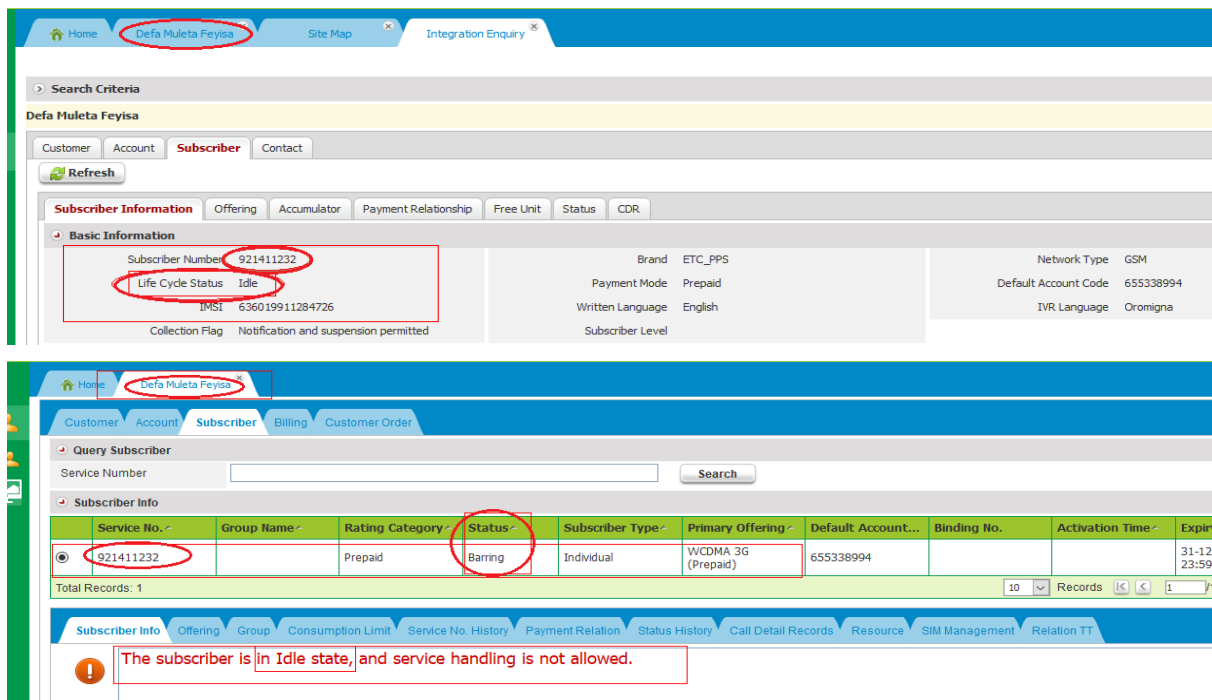 Home Defa Muleta Feyisa Site Map Integration Enquiry
Search Criteria
Defa Muleta Feyisa
Customer Account Subscriber Contact
Refresh
Subscriber Information Offering Accumulator Payment Relationship Free Unit Status CDR
Basic Information
Subscriber Number 921411232 Brand ETC_PPS Network Type GSM
Life Cycle Status Idle Payment Mode Prepaid Default Account Code 655338994
IMSI 636019911284726 Written Language English IVR Language Oromigna
Collection Flag Notification and suspension permitted Subscriber Level
Home Defa Muleta Feyisa
Customer Account Subscriber Billing Customer Order
Query Subscriber
Service Number Search
Subscriber Info
Service No. Group Name Rating Category Status Subscriber Type Primary Offering Default Account... Binding No. Activation Time Expir
921411232 Prepaid Barring Individual WCDMA 3G 655338994 31-12
(Prepaid) 23:59
Total Records: 1 10 Records 1 /
Subscriber Info Offering Group Consumption Limit Service No. History Payment Relation Status History Call Detail Records Resource SIM Management Relation TT
The subscriber is in Idle state, and service handling is not allowed.